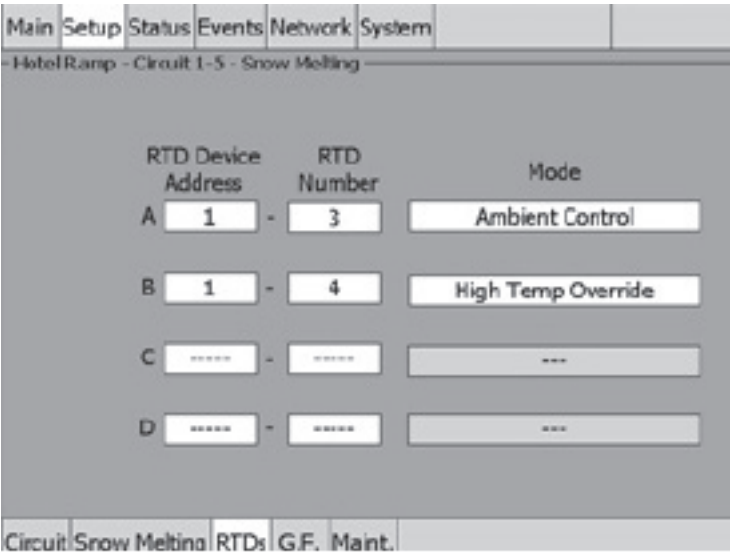 Main Setup Status Events Network System
Hotel Ramp - Circuit 1-5 - Snow Melting
RTD Device Address RTD Number Mode
A 1 - 3 Ambient Control
B 1 - 4 High Temp Override
C ----- - ----- ---
D ----- - ----- ---
Circuit Snow Melting RTDs G.F. Maint.